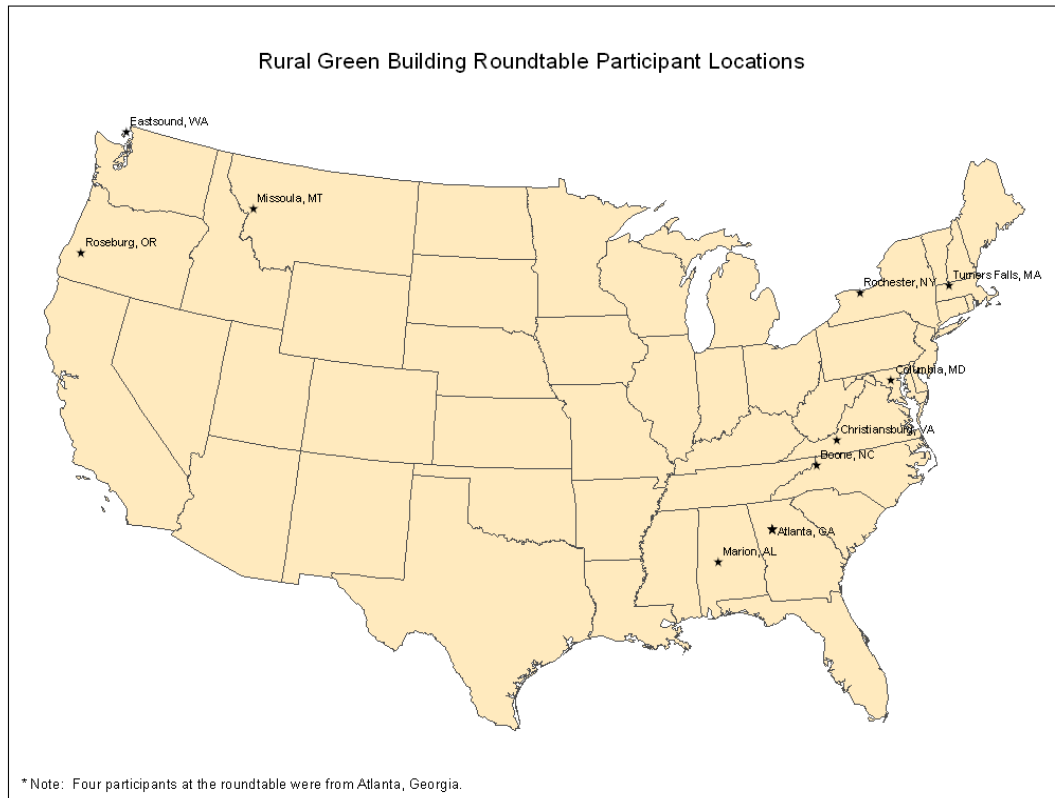 Rural Green Building Roundtable Participant Locations
Eastsound, WA
Missoula, MT
Roseburg, OR
Turners Falls, MA
Rochester, NY
Columbia, MD
Christiansburg, VA
Boone, NC
Atlanta, GA
Marion, AL
* Note: Four participants at the roundtable were from Atlanta, Georgia.